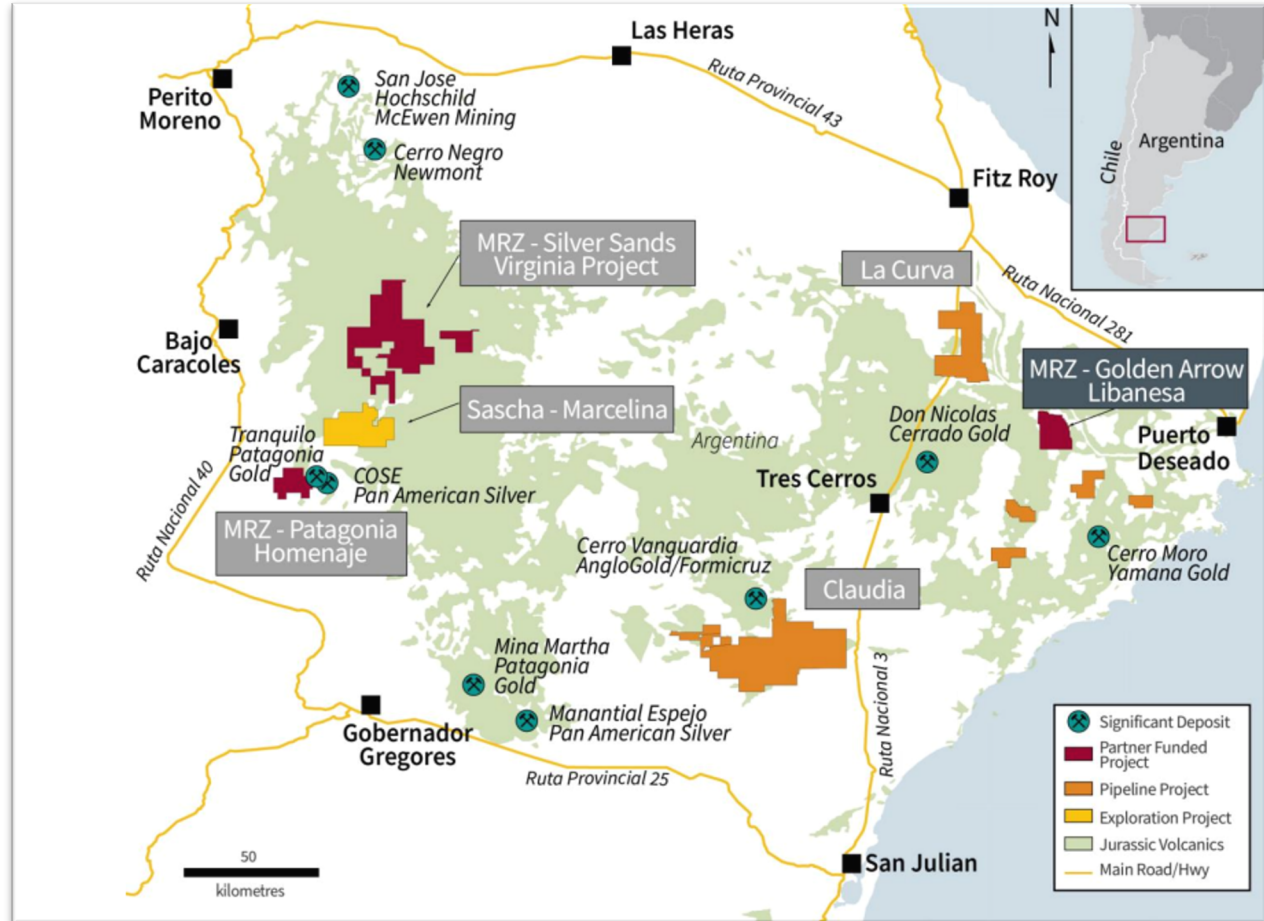 Las Heras
N
Ruta Provincial 43
Perito
Moreno
San Jose
Hochschild
McEwen Mining
Cerro Negro
Newmont
Argentina
Chile
Fitz Roy
MRZ - Silver Sands
Virginia Project
La Curva
Ruta Nacional 281
Bajo
Caracoles
MRZ - Golden Arrow
Libanesa
Sascha - Marcelina
Tranquilo
Patagonia
Gold
COSE
Pan American Silver
Argentina
Don Nicolas
Cerrado Gold
Puerto
Deseado
Tres Cerros
Ruta Nacional 40
MRZ - Patagonia
Homenaje
Cerro Vanguardia
AngloGold/Formicruz
Claudia
Cerro Moro
Yamana Gold
Mina Martha
Patagonia
Gold
Ruta Nacional 3
Manantial Espejo
Pan American Silver
Gobernador
Gregores
Ruta Provincial 25
San Julian
50
kilometres
Significant Deposit
Partner Funded
Project
Pipeline Project
Exploration Project
Jurassic Volcanics
Main Road/Hwy